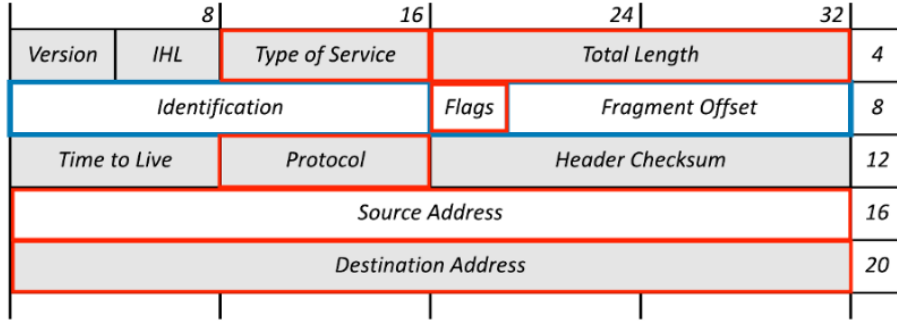 8 16 24 32
Version IHL Type of Service Total Length 4
Identification Flags Fragment Offset 8
Time to Live Protocol Header Checksum 12
Source Address 16
Destination Address 20